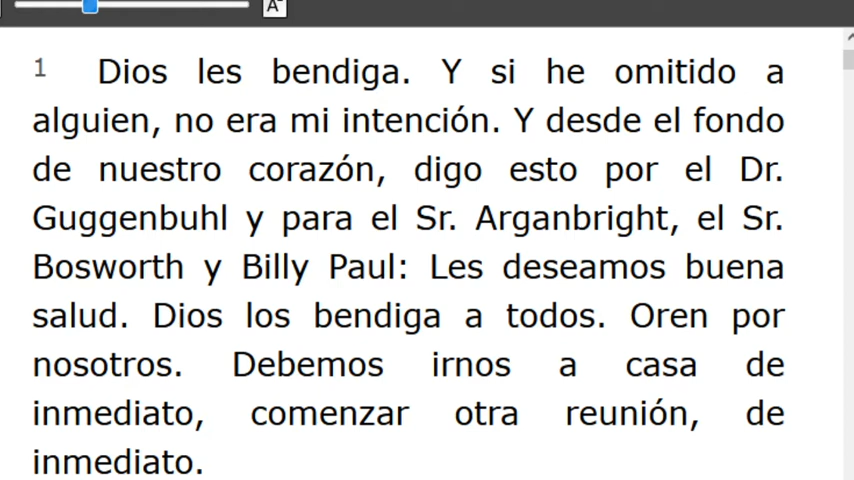 A
1 Dios les bendiga. Y si he omitido a
alguien, no era mi intención. Y desde el fondo
de nuestro corazón, digo esto por el Dr.
Guggenbuhl y para el Sr. Arganbright, el Sr.
Bosworth y Billy Paul: Les deseamos buena
salud. Dios los bendiga a todos. Oren por
nosotros. Debemos irnos a casa de
inmediato, comenzar otra reunión, de
inmediato.